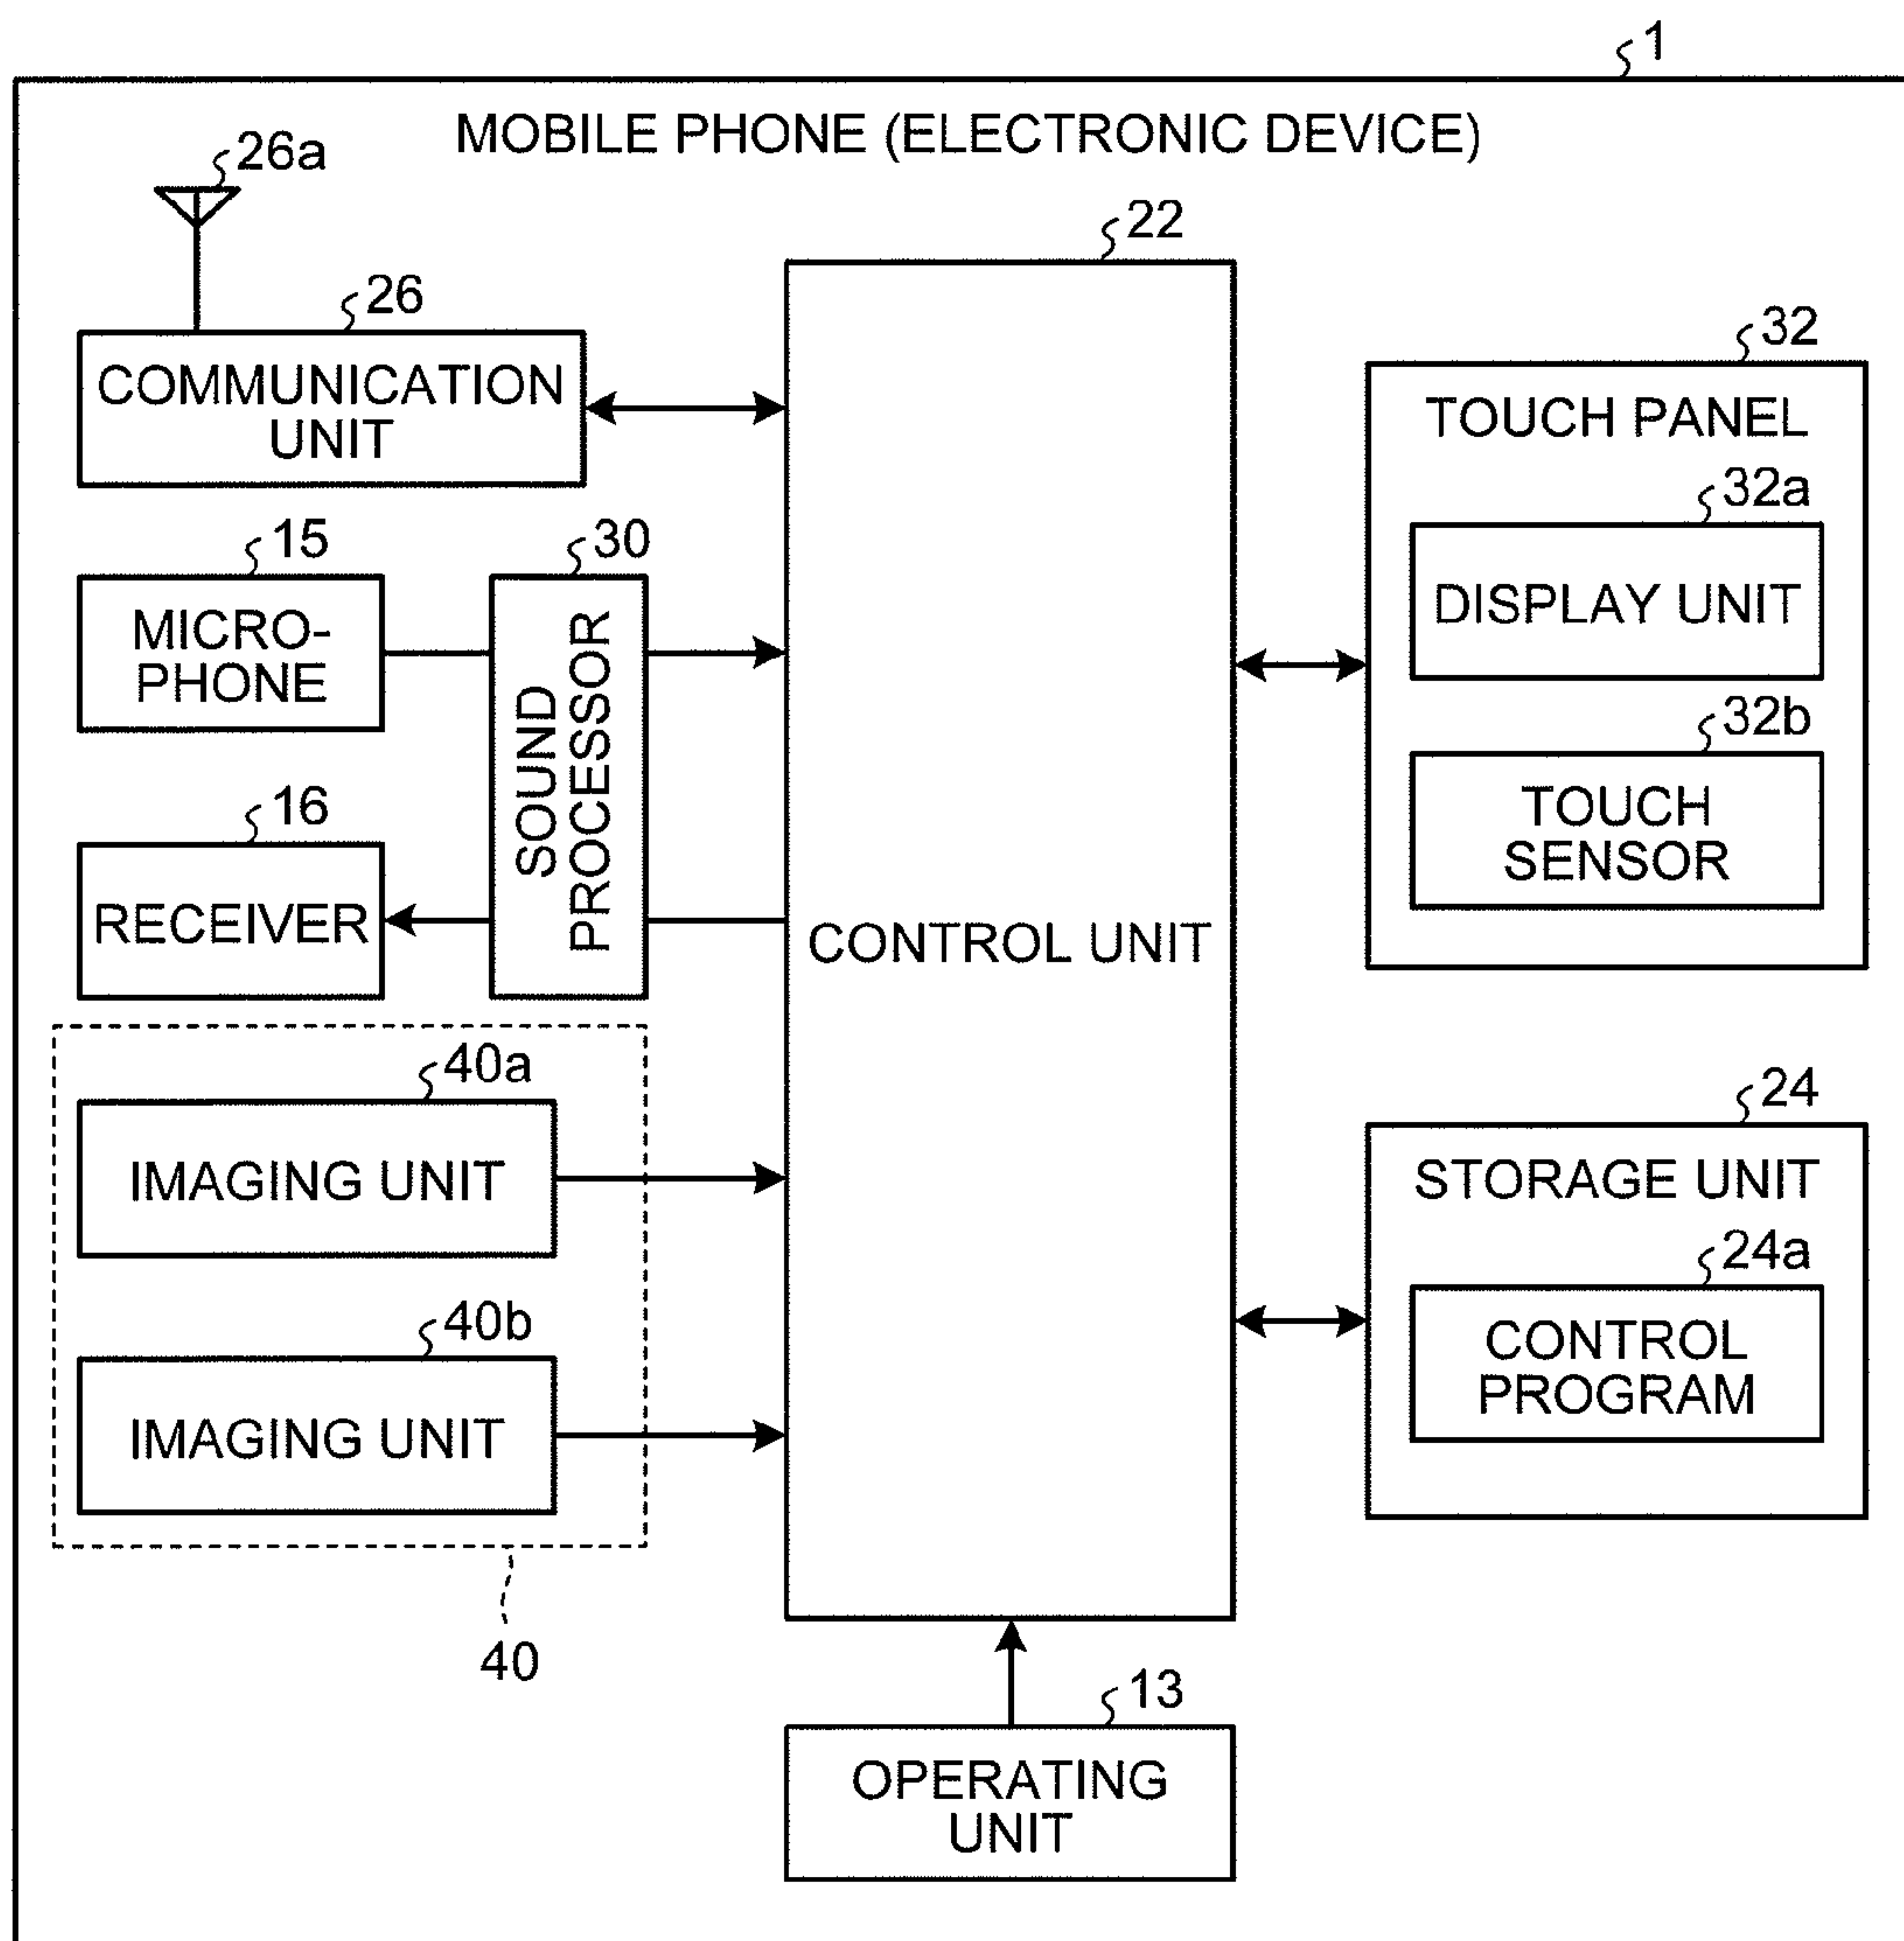 1
MOBILE PHONE (ELECTRONIC DEVICE)
26a
22
26
COMMUNICATION
UNIT
32
TOUCH PANEL
32a
DISPLAY UNIT
32b
TOUCH
SENSOR
15
MICRO-
PHONE
30
SOUND
PROCESSOR
16
RECEIVER
CONTROL UNIT
40a
IMAGING UNIT
40b
IMAGING UNIT
40
24
STORAGE UNIT
24a
CONTROL
PROGRAM
13
OPERATING
UNIT